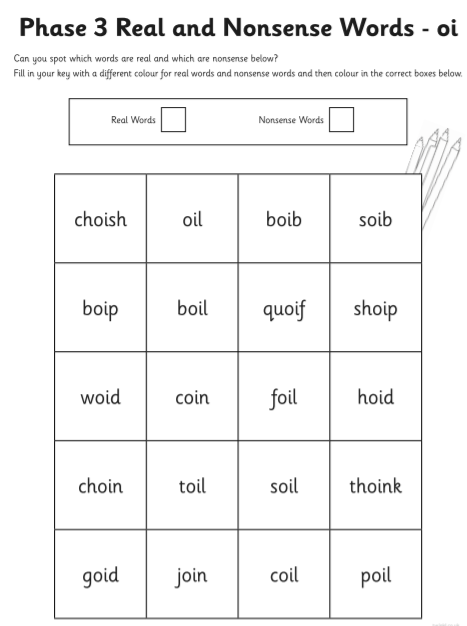 Phase 3 Real and Nonsense Words - oi
Can you spot which words are real and which are nonsense below?
Fill in your key with a different colour for real words and nonsense words and then colour in the correct boxes below.
Real Words Nonsense Words
choish oil boib soib
boip boil quoif shoip
woid coin foil hoid
choin toil soil thoink
goid join coil poil